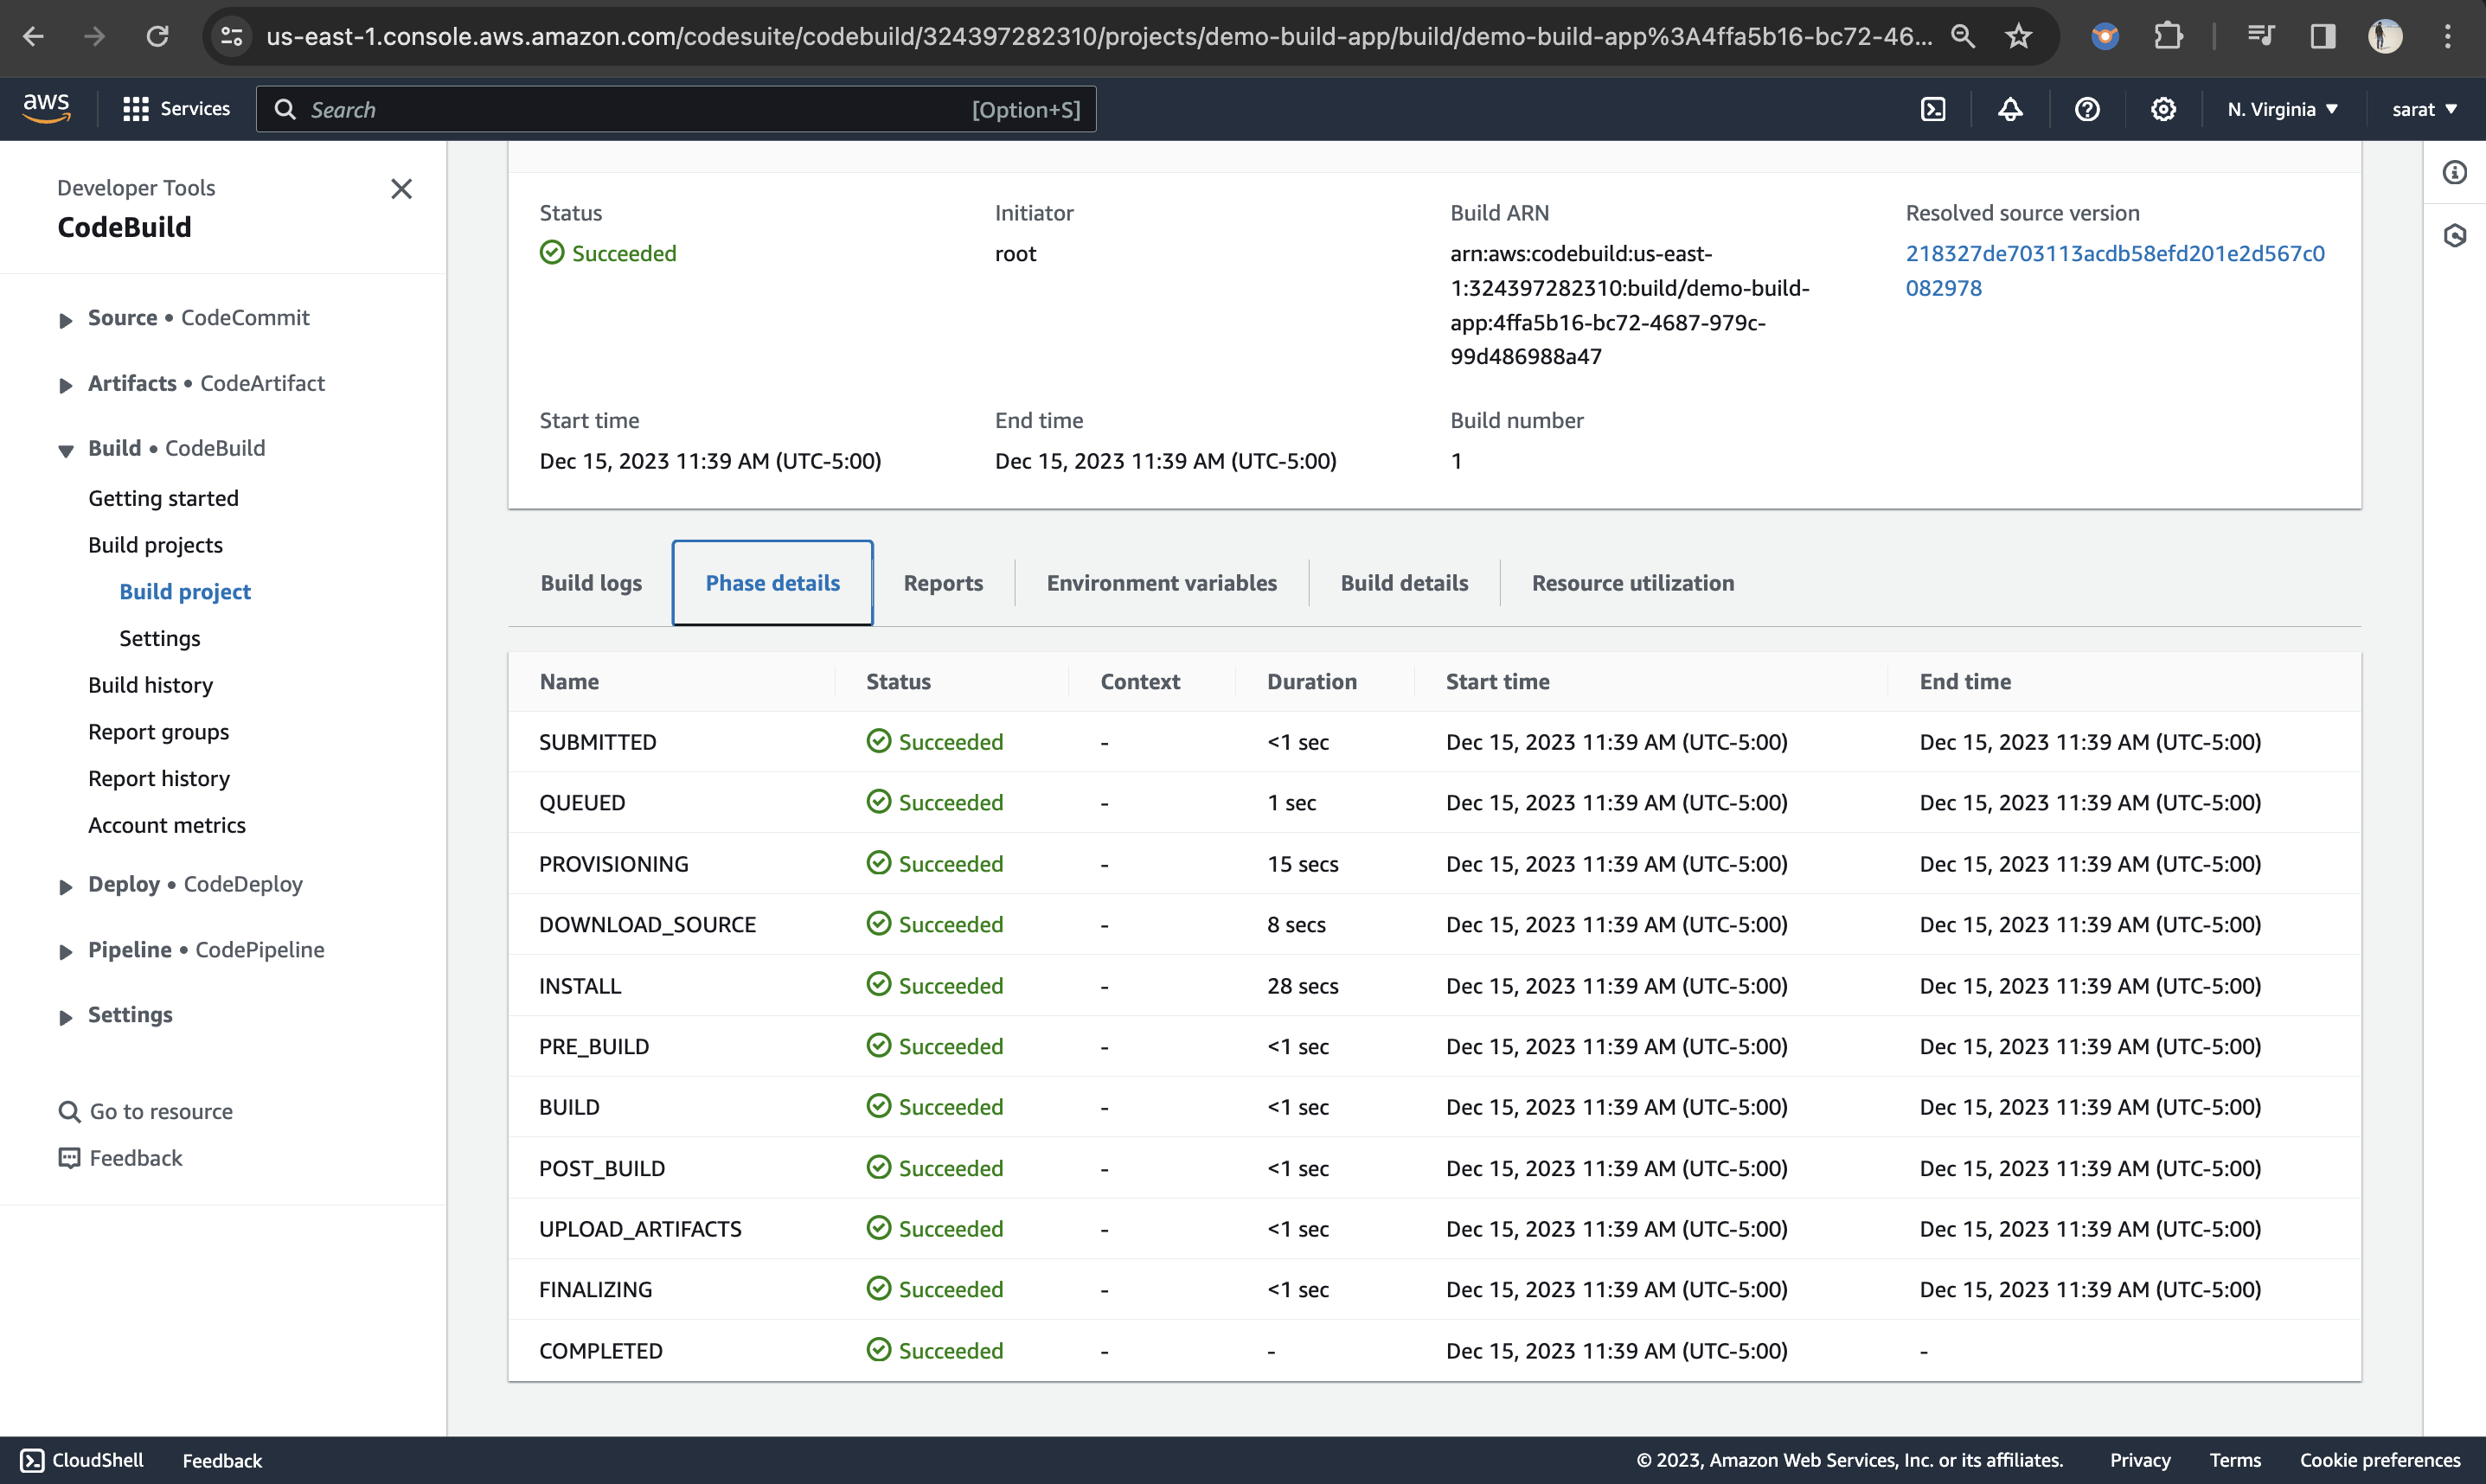 us-east-1.console.aws.amazon.com/codesuite/codebuild/324397282310/projects/demo-build-app/build/demo-build-app%3A4ffa5b16-bc72-46...
aws Services Search [Option+S] N. Virginia sarat
Developer Tools
CodeBuild
Source • CodeCommit
Artifacts • CodeArtifact
Build • CodeBuild
Getting started
Build projects
Build project
Settings
Build history
Report groups
Report history
Account metrics
Deploy • CodeDeploy
Pipeline • CodePipeline
Settings
Go to resource
Feedback
Status Initiator Build ARN Resolved source version
Succeeded root arn:aws:codebuild:us-east- 218327de703113acdb58efd201e2d567c0
1:324397282310:build/demo-build- 082978
app:4ffa5b16-bc72-4687-979c-
99d486988a47
Start time End time Build number
Dec 15, 2023 11:39 AM (UTC-5:00) Dec 15, 2023 11:39 AM (UTC-5:00) 1
Build logs Phase details Reports Environment variables Build details Resource utilization
Name Status Context Duration Start time End time
SUBMITTED Succeeded - <1 sec Dec 15, 2023 11:39 AM (UTC-5:00) Dec 15, 2023 11:39 AM (UTC-5:00)
QUEUED Succeeded - 1 sec Dec 15, 2023 11:39 AM (UTC-5:00) Dec 15, 2023 11:39 AM (UTC-5:00)
PROVISIONING Succeeded - 15 secs Dec 15, 2023 11:39 AM (UTC-5:00) Dec 15, 2023 11:39 AM (UTC-5:00)
DOWNLOAD_SOURCE Succeeded - 8 secs Dec 15, 2023 11:39 AM (UTC-5:00) Dec 15, 2023 11:39 AM (UTC-5:00)
INSTALL Succeeded - 28 secs Dec 15, 2023 11:39 AM (UTC-5:00) Dec 15, 2023 11:39 AM (UTC-5:00)
PRE_BUILD Succeeded - <1 sec Dec 15, 2023 11:39 AM (UTC-5:00) Dec 15, 2023 11:39 AM (UTC-5:00)
BUILD Succeeded - <1 sec Dec 15, 2023 11:39 AM (UTC-5:00) Dec 15, 2023 11:39 AM (UTC-5:00)
POST_BUILD Succeeded - <1 sec Dec 15, 2023 11:39 AM (UTC-5:00) Dec 15, 2023 11:39 AM (UTC-5:00)
UPLOAD_ARTIFACTS Succeeded - <1 sec Dec 15, 2023 11:39 AM (UTC-5:00) Dec 15, 2023 11:39 AM (UTC-5:00)
FINALIZING Succeeded - <1 sec Dec 15, 2023 11:39 AM (UTC-5:00) Dec 15, 2023 11:39 AM (UTC-5:00)
COMPLETED Succeeded - - Dec 15, 2023 11:39 AM (UTC-5:00) -
CloudShell Feedback © 2023, Amazon Web Services, Inc. or its affiliates. Privacy Terms Cookie preferences